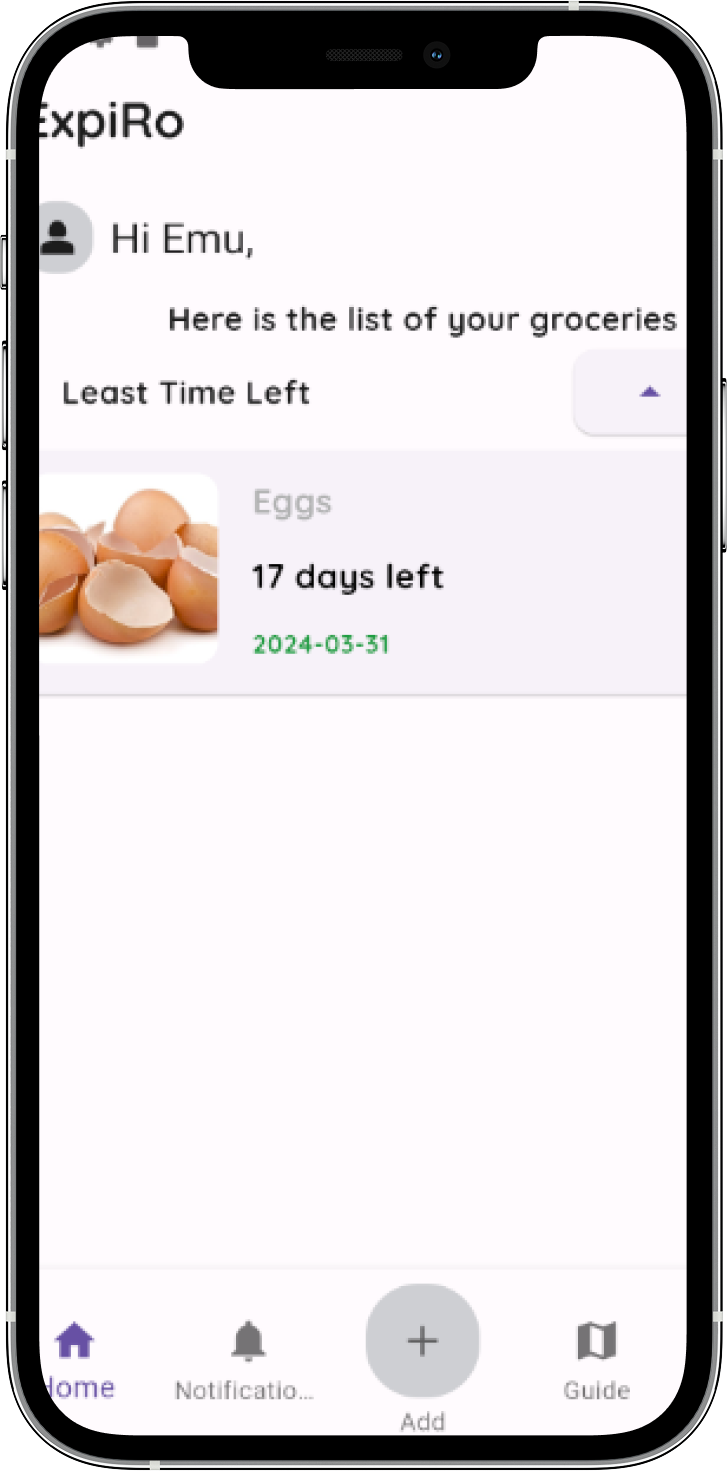 ExpiRo
Hi Emu,
Here is the list of your groceries
Least Time Left
Eggs
17 days left
2024-03-31
Home
Notificatio...
Add
Guide